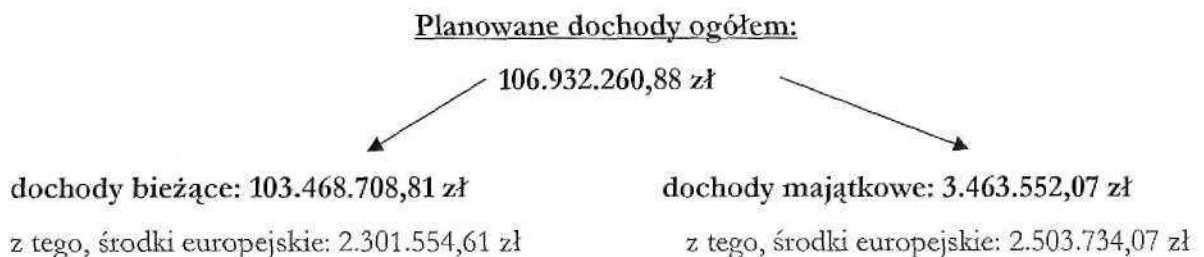 Planowane dochody ogółem:
106.932.260,88 zł
dochody bieżące: 103.468.708,81 zł
dochody majątkowe: 3.463.552,07 zł
z tego, środki europejskie: 2.301.554,61 zł
z tego, środki europejskie: 2.503.734,07 zł